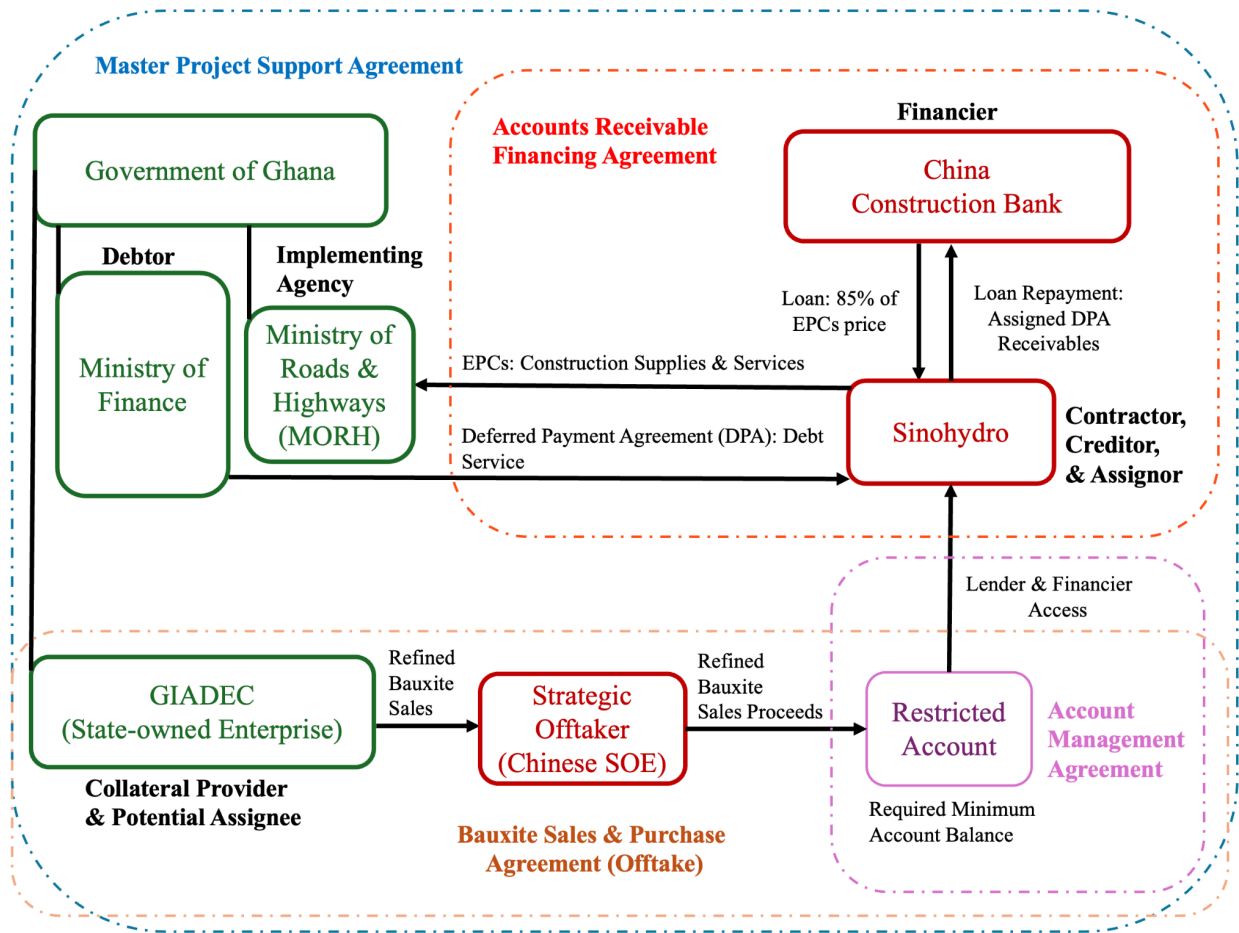 Master Project Support Agreement
Accounts Receivable
Financing Agreement
Financier
Government of Ghana
China
Construction Bank
Debtor
Implementing
Agency
Loan: 85% of
EPCs price
Loan Repayment:
Assigned DPA
Receivables
Ministry of
Finance
Ministry of
Roads &
Highways
(MORH)
EPCs: Construction Supplies & Services
Deferred Payment Agreement (DPA): Debt
Service
Sinohydro
Contractor,
Creditor,
& Assignor
Lender & Financier
Access
GIADEC
(State-owned Enterprise)
Refined
Bauxite
Sales
Strategic
Offtaker
(Chinese SOE)
Refined
Bauxite
Sales Proceeds
Restricted
Account
Account
Management
Agreement
Collateral Provider
& Potential Assignee
Required Minimum
Account Balance
Bauxite Sales & Purchase
Agreement (Offtake)